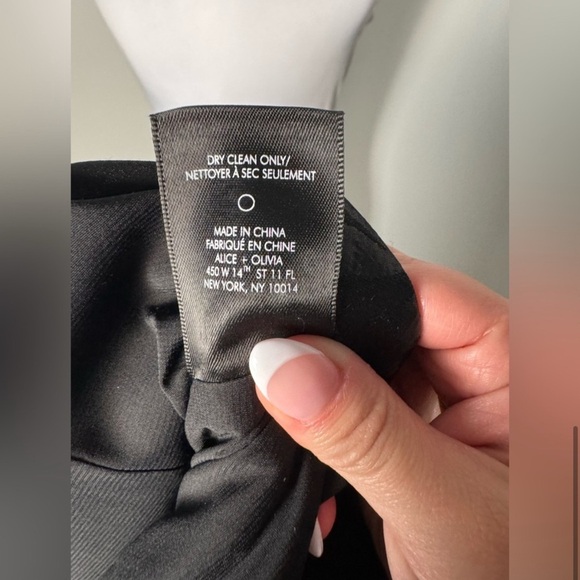 DRY CLEAN ONLY/
NETTOYER À SEC SEULEMENT
MADE IN CHINA
FABRIQUÉ EN CHINE
ALICE + OLIVIA
450 W 14TH ST 11 FL
NEW YORK, NY 10014